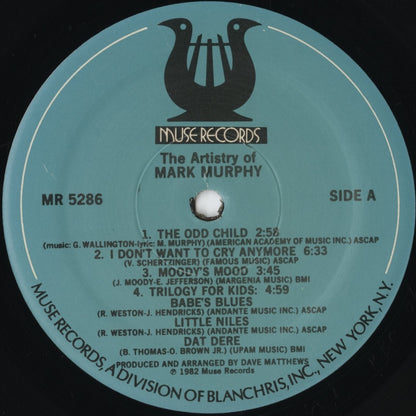 MUSE RECORDS
The Artistry of
MARK MURPHY
MR 5286
SIDE A
1. THE ODD CHILD 2:58
(music: G. WALLINGTON-lyric: M. MURPHY) (AMERICAN ACADEMY OF MUSIC INC.) ASCAP
2. I DON'T WANT TO CRY ANYMORE 6:33
(V. SCHERTZINGER) (FAMOUS MUSIC) ASCAP
3. MOODY'S MOOD 3:45
(J. MOODY-E. JEFFERSON) (MARGENIA MUSIC) BMI
4. TRILOGY FOR KIDS: 4:59
BABE'S BLUES
(R. WESTON-J. HENDRICKS) (ANDANTE MUSIC INC.) ASCAP
LITTLE NILES
(R. WESTON-J. HENDRICKS) (ANDANTE MUSIC INC.) ASCAP
DAT DERE
(B. THOMAS-O. BROWN JR.) (UPAM MUSIC) BMI
PRODUCED AND ARRANGED BY DAVE MATTHEWS
℗ 1982 Muse Records
MUSE RECORDS, A DIVISION OF BLANCHRIS, INC., NEW YORK, N.Y.